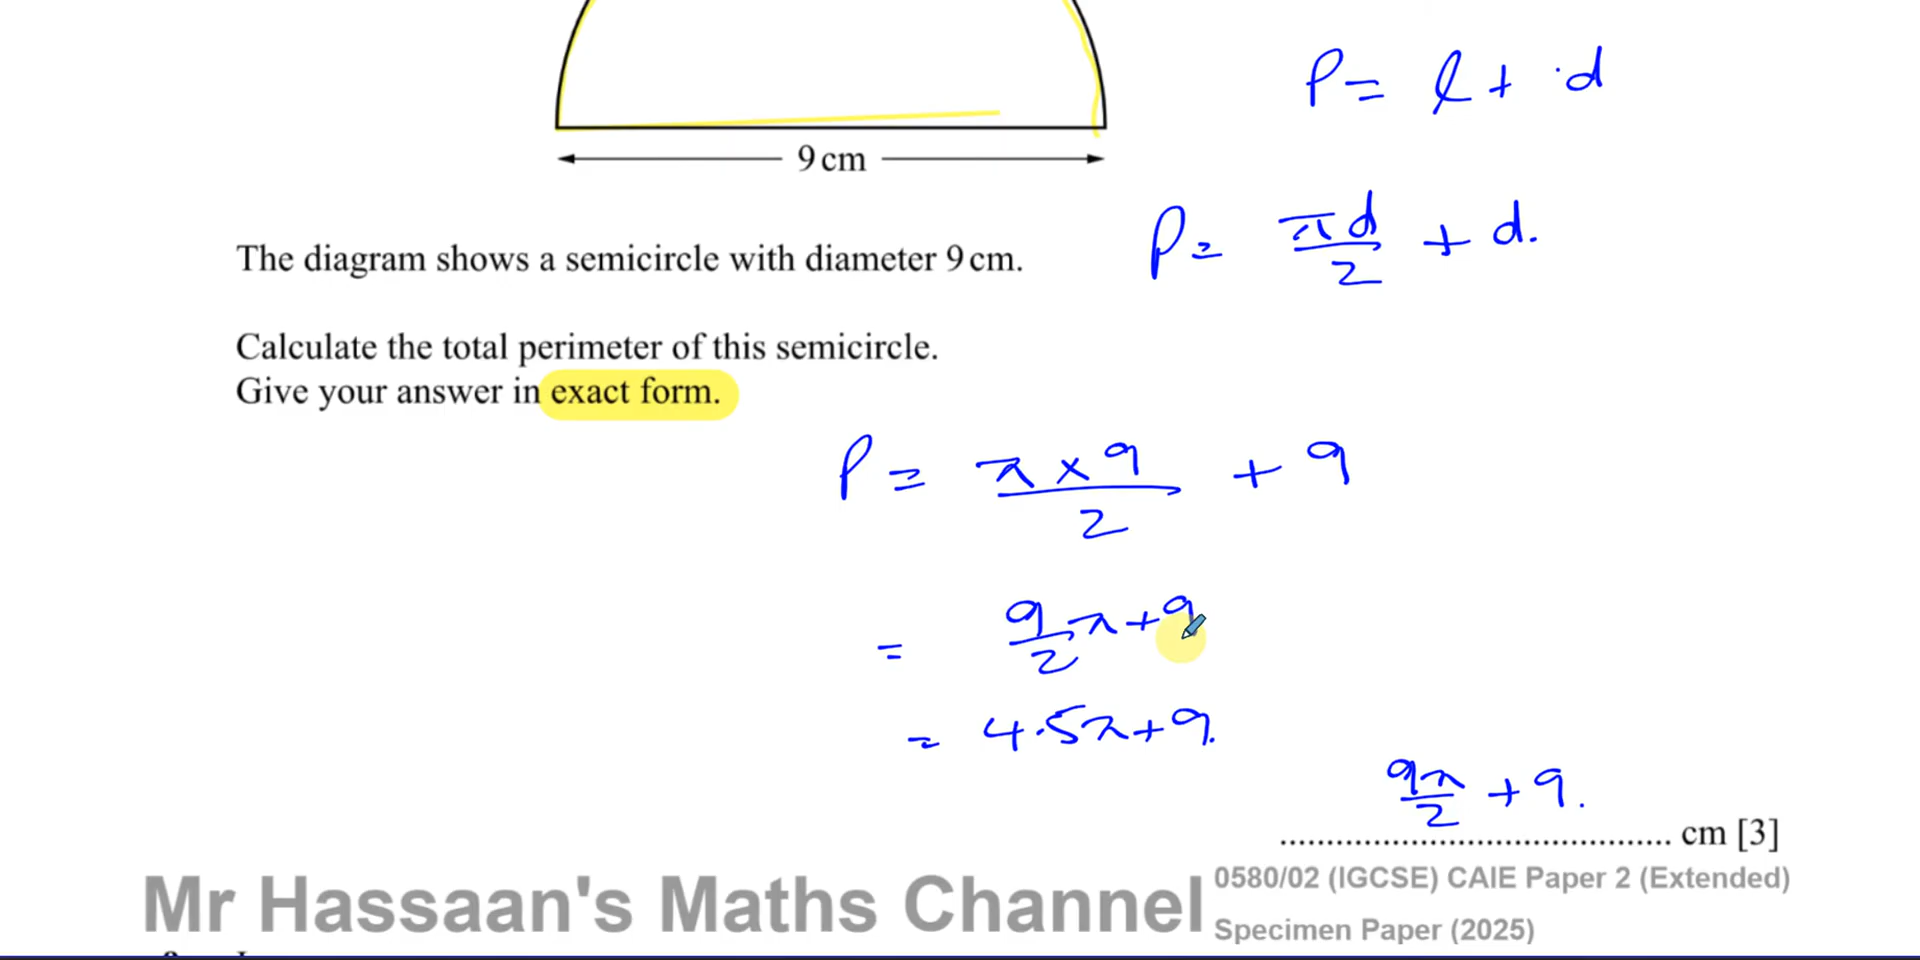 P = l + d
9 cm
P = πd/2 + d.
The diagram shows a semicircle with diameter 9 cm.
Calculate the total perimeter of this semicircle.
Give your answer in exact form.
P = π × 9/2 + 9
= 9/2 π + 9
= 4.5π + 9.
9π/2 + 9.
.......................................... cm [3]
Mr Hassaan's Maths Channel
0580/02 (IGCSE) CAIE Paper 2 (Extended)
Specimen Paper (2025)